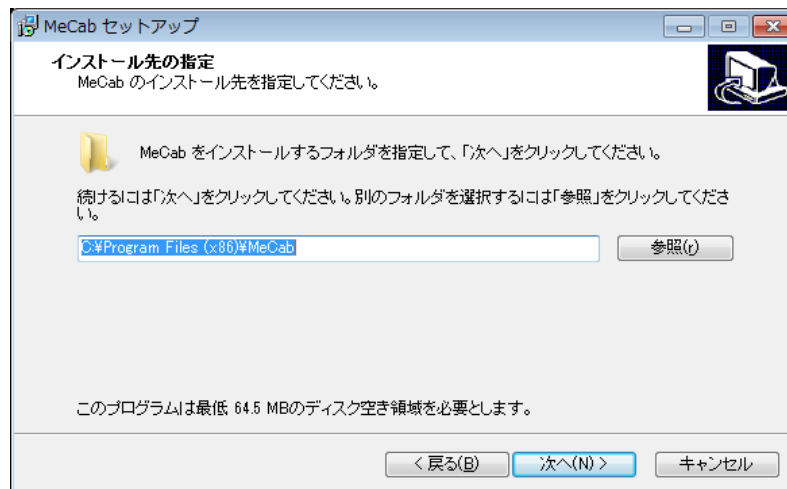 MeCab セットアップ
インストール先の指定
MeCab のインストール先を指定してください。
MeCab をインストールするフォルダを指定して、「次へ」をクリックしてください。
続けるには「次へ」をクリックしてください。別のフォルダを選択するには「参照」をクリックしてくださ
い。
C:¥Program Files (x86)¥MeCab
参照(r)
このプログラムは最低 64.5 MBのディスク空き領域を必要とします。
< 戻る(B)
次へ(N) >
キャンセル